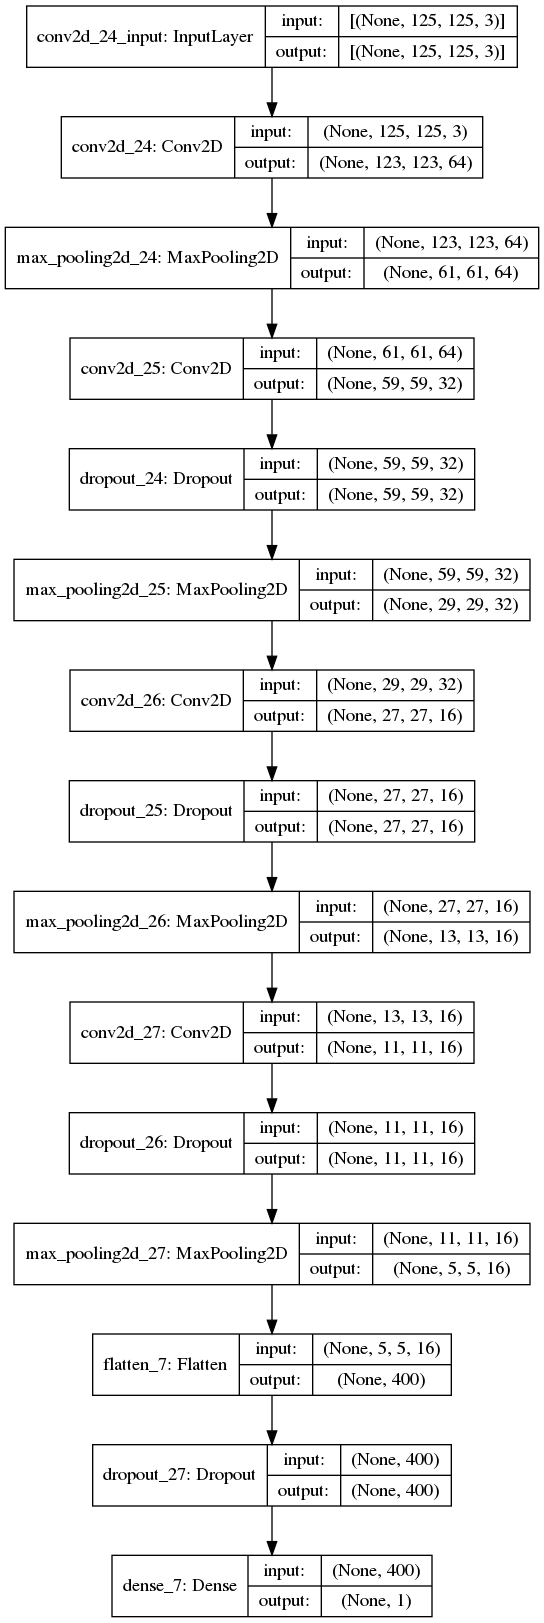 conv2d_24_input: InputLayer
input: [(None, 125, 125, 3)]
output: [(None, 125, 125, 3)]
conv2d_24: Conv2D
input: (None, 125, 125, 3)
output: (None, 123, 123, 64)
max_pooling2d_24: MaxPooling2D
input: (None, 123, 123, 64)
output: (None, 61, 61, 64)
conv2d_25: Conv2D
input: (None, 61, 61, 64)
output: (None, 59, 59, 32)
dropout_24: Dropout
input: (None, 59, 59, 32)
output: (None, 59, 59, 32)
max_pooling2d_25: MaxPooling2D
input: (None, 59, 59, 32)
output: (None, 29, 29, 32)
conv2d_26: Conv2D
input: (None, 29, 29, 32)
output: (None, 27, 27, 16)
dropout_25: Dropout
input: (None, 27, 27, 16)
output: (None, 27, 27, 16)
max_pooling2d_26: MaxPooling2D
input: (None, 27, 27, 16)
output: (None, 13, 13, 16)
conv2d_27: Conv2D
input: (None, 13, 13, 16)
output: (None, 11, 11, 16)
dropout_26: Dropout
input: (None, 11, 11, 16)
output: (None, 11, 11, 16)
max_pooling2d_27: MaxPooling2D
input: (None, 11, 11, 16)
output: (None, 5, 5, 16)
flatten_7: Flatten
input: (None, 5, 5, 16)
output: (None, 400)
dropout_27: Dropout
input: (None, 400)
output: (None, 400)
dense_7: Dense
input: (None, 400)
output: (None, 1)